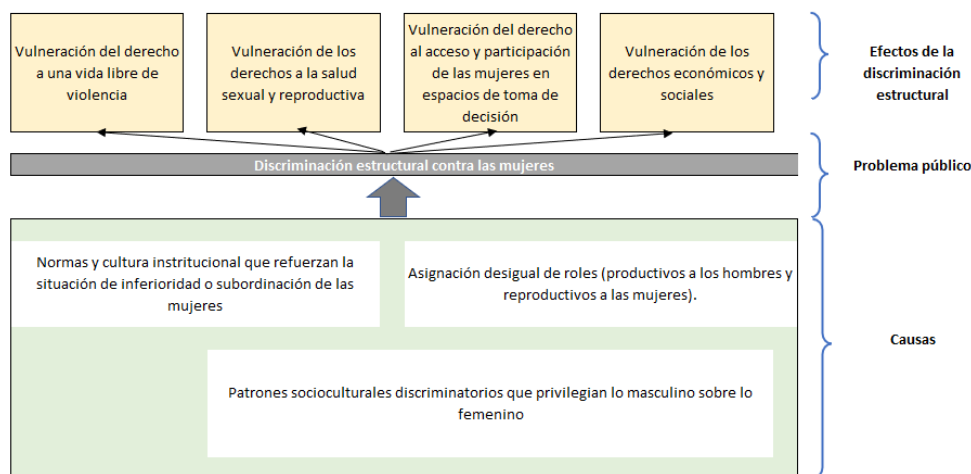 Vulneración del derecho
a una vida libre de
violencia
Vulneración de los
derechos a la salud
sexual y reproductiva
Vulneración del derecho
al acceso y participación
de las mujeres en
espacios de toma de
decisión
Vulneración de los
derechos económicos y
sociales
Efectos de la
discriminación
estructural
Discriminación estructural contra las mujeres
Problema público
Normas y cultura instritucional que refuerzan la
situación de inferioridad o subordinación de las
mujeres
Asignación desigual de roles (productivos a los hombres y
reproductivos a las mujeres).
Causas
Patrones socioculturales discriminatorios que privilegian lo masculino sobre lo
femenino